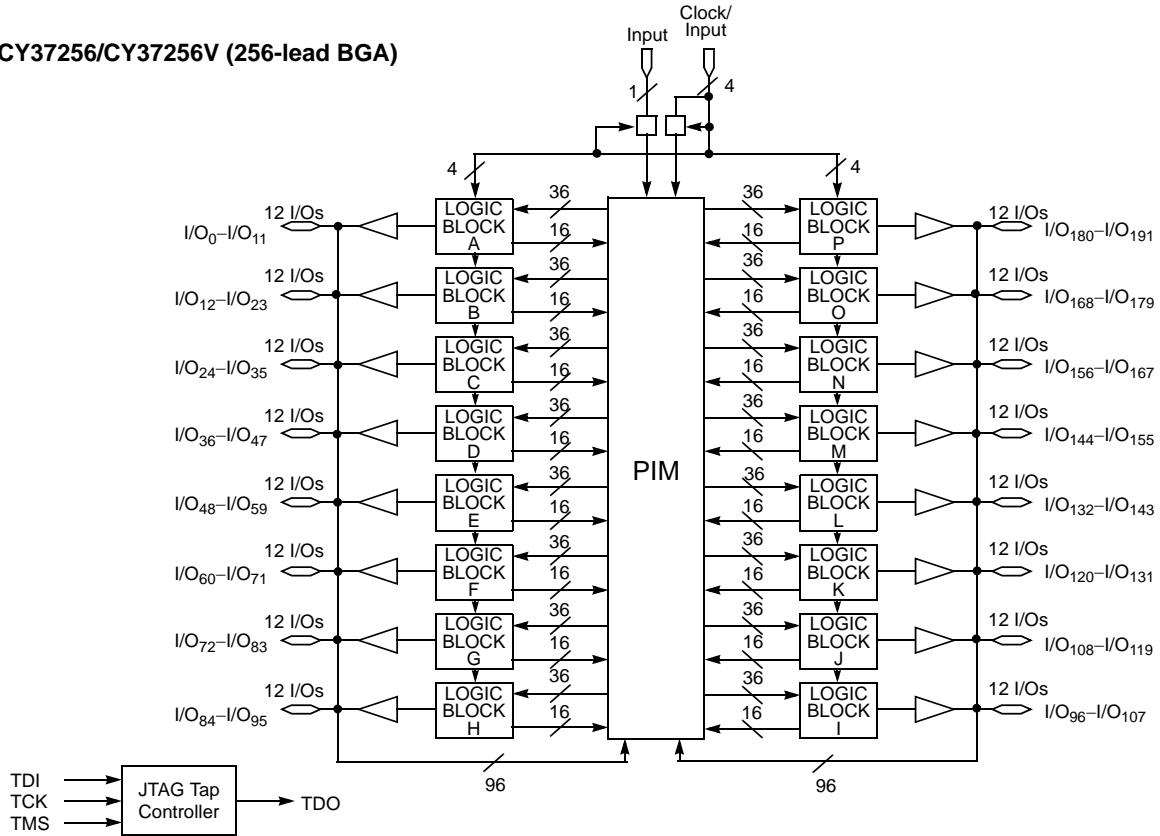 Clock/
Input
Input
CY37256/CY37256V (256-lead BGA)
1
4
4
4
12 I/Os
I/O0–I/O11
LOGIC
BLOCK
A
36
16
36
16
LOGIC
BLOCK
P
12 I/Os
I/O180–I/O191
12 I/Os
I/O12–I/O23
LOGIC
BLOCK
B
36
16
36
16
LOGIC
BLOCK
O
12 I/Os
I/O168–I/O179
12 I/Os
I/O24–I/O35
LOGIC
BLOCK
C
36
16
36
16
LOGIC
BLOCK
N
12 I/Os
I/O156–I/O167
12 I/Os
I/O36–I/O47
LOGIC
BLOCK
D
36
16
36
16
LOGIC
BLOCK
M
12 I/Os
I/O144–I/O155
PIM
12 I/Os
I/O48–I/O59
LOGIC
BLOCK
E
36
16
36
16
LOGIC
BLOCK
L
12 I/Os
I/O132–I/O143
12 I/Os
I/O60–I/O71
LOGIC
BLOCK
F
36
16
36
16
LOGIC
BLOCK
K
12 I/Os
I/O120–I/O131
12 I/Os
I/O72–I/O83
LOGIC
BLOCK
G
36
16
36
16
LOGIC
BLOCK
J
12 I/Os
I/O108–I/O119
12 I/Os
I/O84–I/O95
LOGIC
BLOCK
H
36
16
36
16
LOGIC
BLOCK
I
12 I/Os
I/O96–I/O107
96
96
TDI
TCK
TMS
JTAG Tap
Controller
TDO